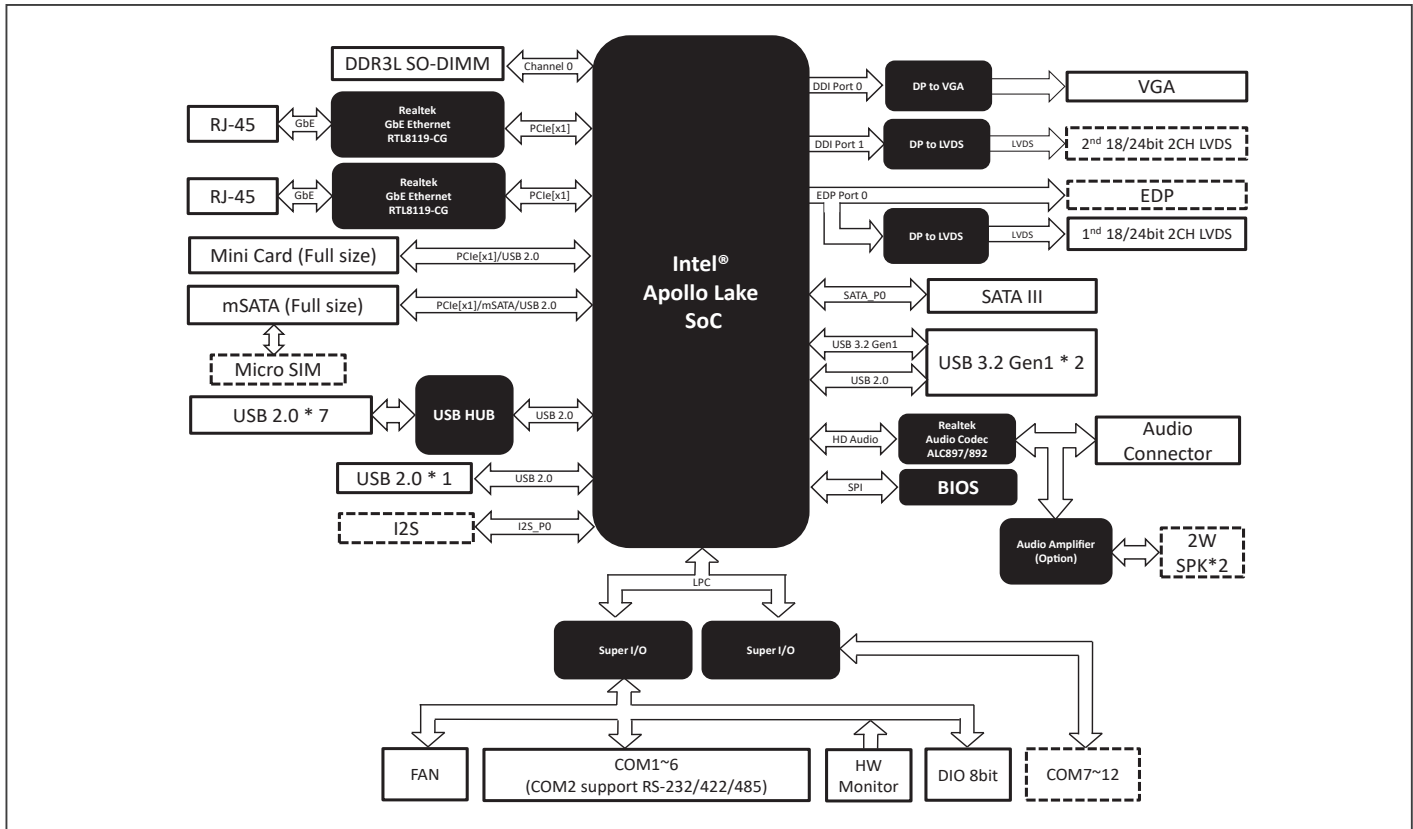 DDR3L SO-DIMM
Channel 0
RJ-45
GbE
Realtek
GbE Ethernet
RTL8119-CG
PCIe[x1]
RJ-45
GbE
Realtek
GbE Ethernet
RTL8119-CG
PCIe[x1]
Mini Card (Full size)
PCIe[x1]/USB 2.0
mSATA (Full size)
PCIe[x1]/mSATA/USB 2.0
Micro SIM
USB 2.0 * 7
USB HUB
USB 2.0
USB 2.0 * 1
USB 2.0
I2S
I2S_P0
Intel®
Apollo Lake
SoC
DDI Port 0
DP to VGA
VGA
DDI Port 1
DP to LVDS
LVDS
2nd 18/24bit 2CH LVDS
EDP Port 0
EDP
DP to LVDS
LVDS
1nd 18/24bit 2CH LVDS
SATA_P0
SATA III
USB 3.2 Gen1
USB 2.0
USB 3.2 Gen1 * 2
HD Audio
Realtek
Audio Codec
ALC897/892
Audio
Connector
SPI
BIOS
Audio Amplifier
(Option)
2W
SPK*2
LPC
Super I/O
Super I/O
FAN
COM1~6
(COM2 support RS-232/422/485)
HW
Monitor
DIO 8bit
COM7~12